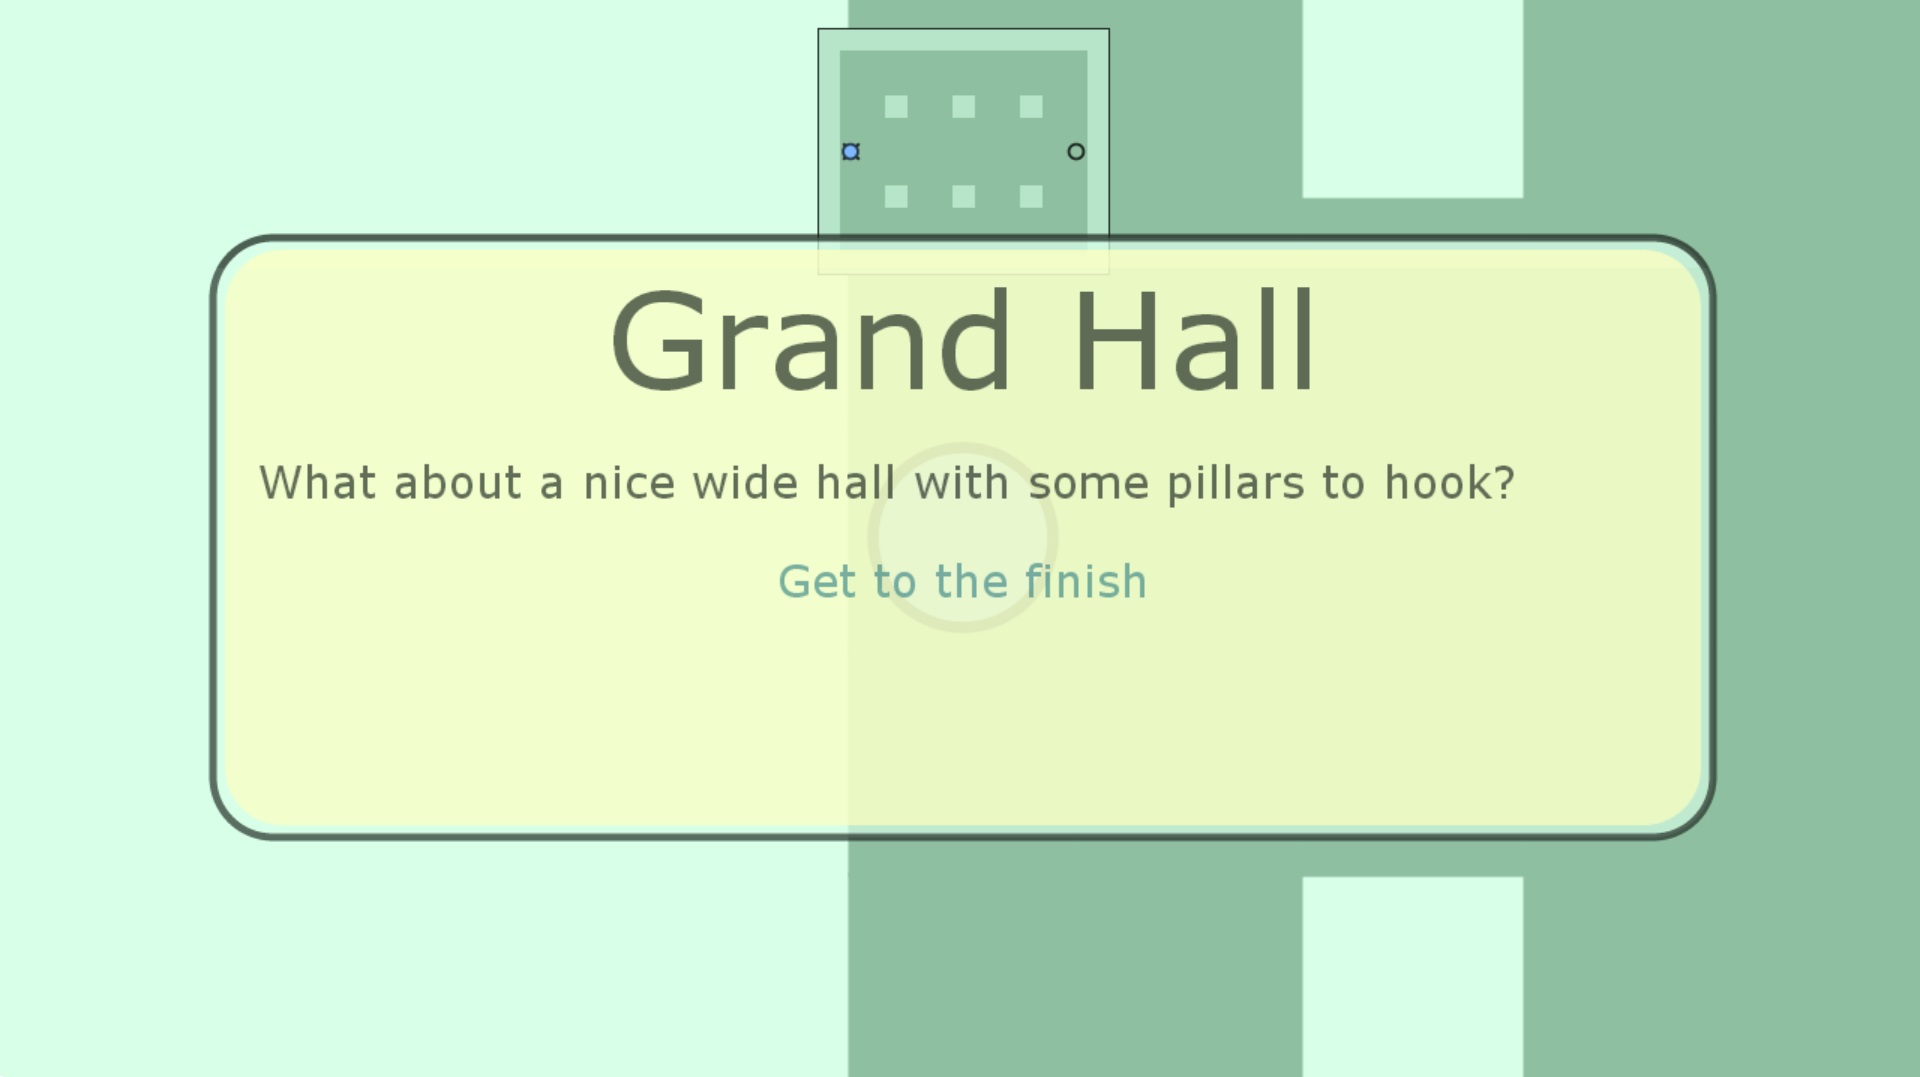 Grand Hall
What about a nice wide hall with some pillars to hook?
Get to the finish